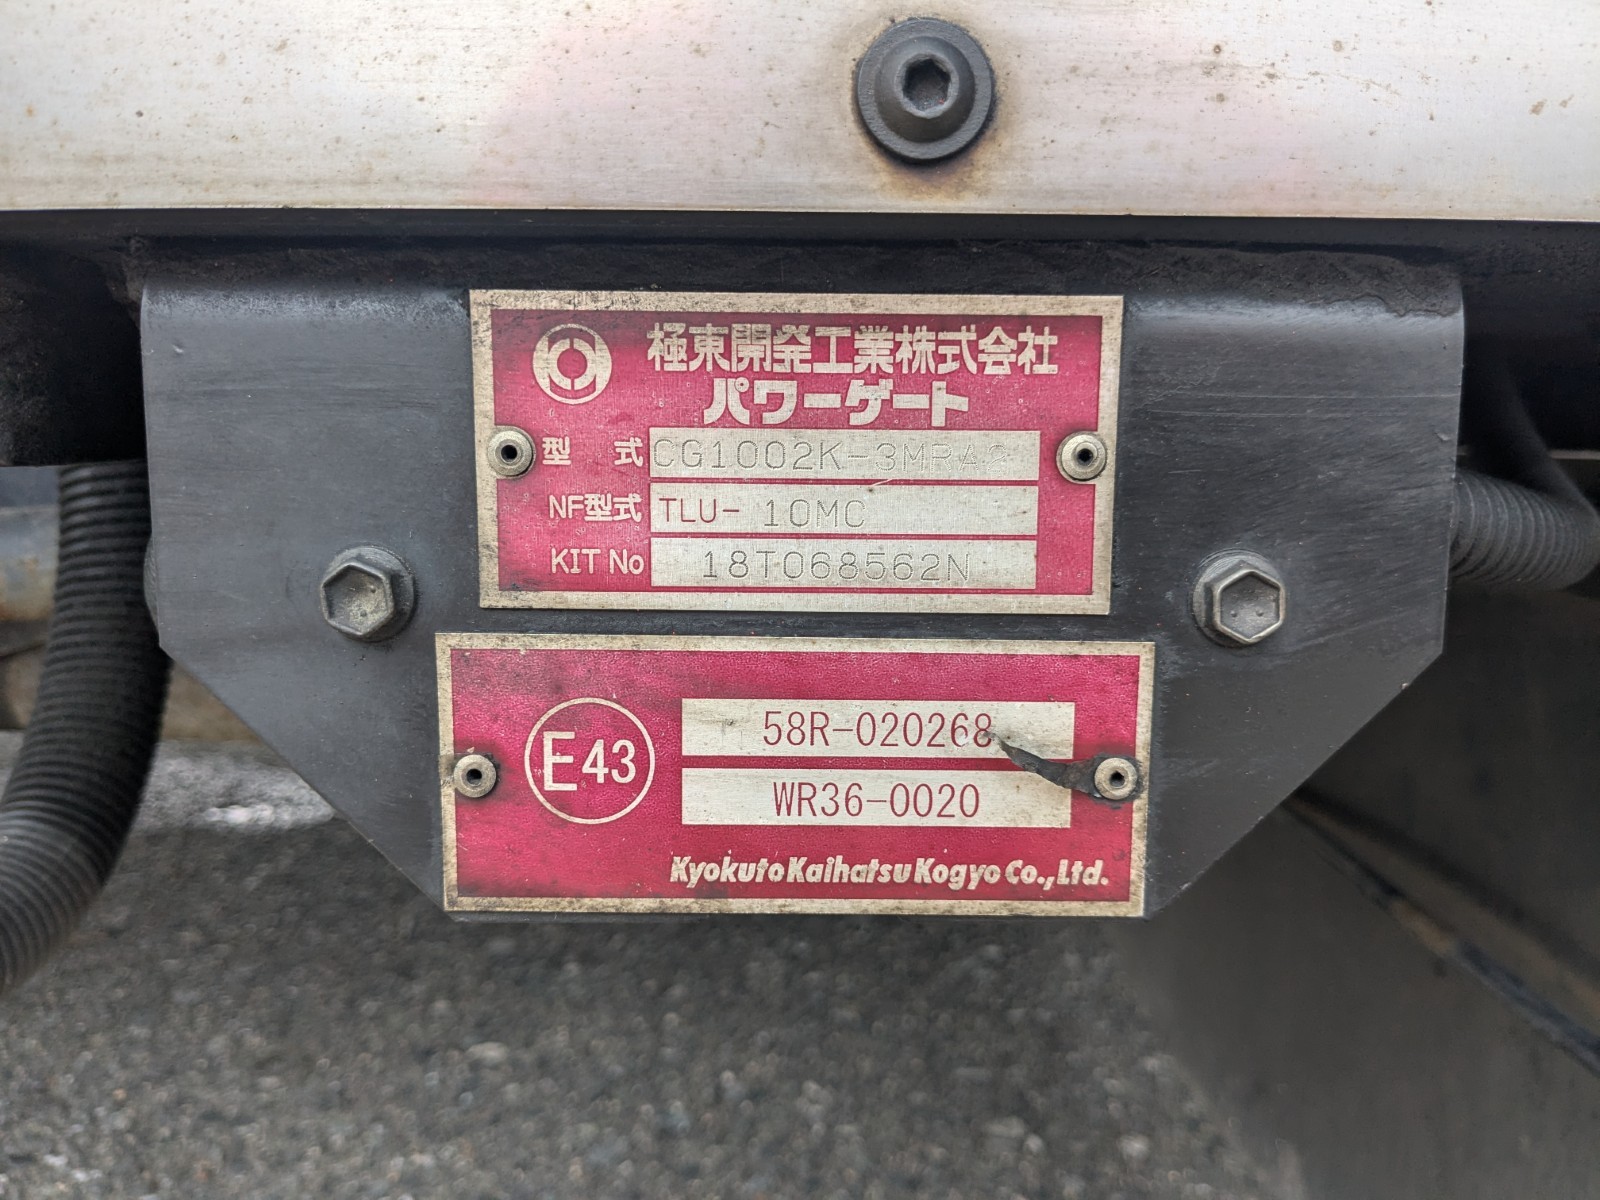 極東開発工業株式会社
パワーゲート
型 式 CG1002K-3MRA2
NF型式 TLU- 10MC
KIT No 18T068562N
E43
58R-020268
WR36-0020
Kyokuto Kaihatsu Kogyo Co., Ltd.